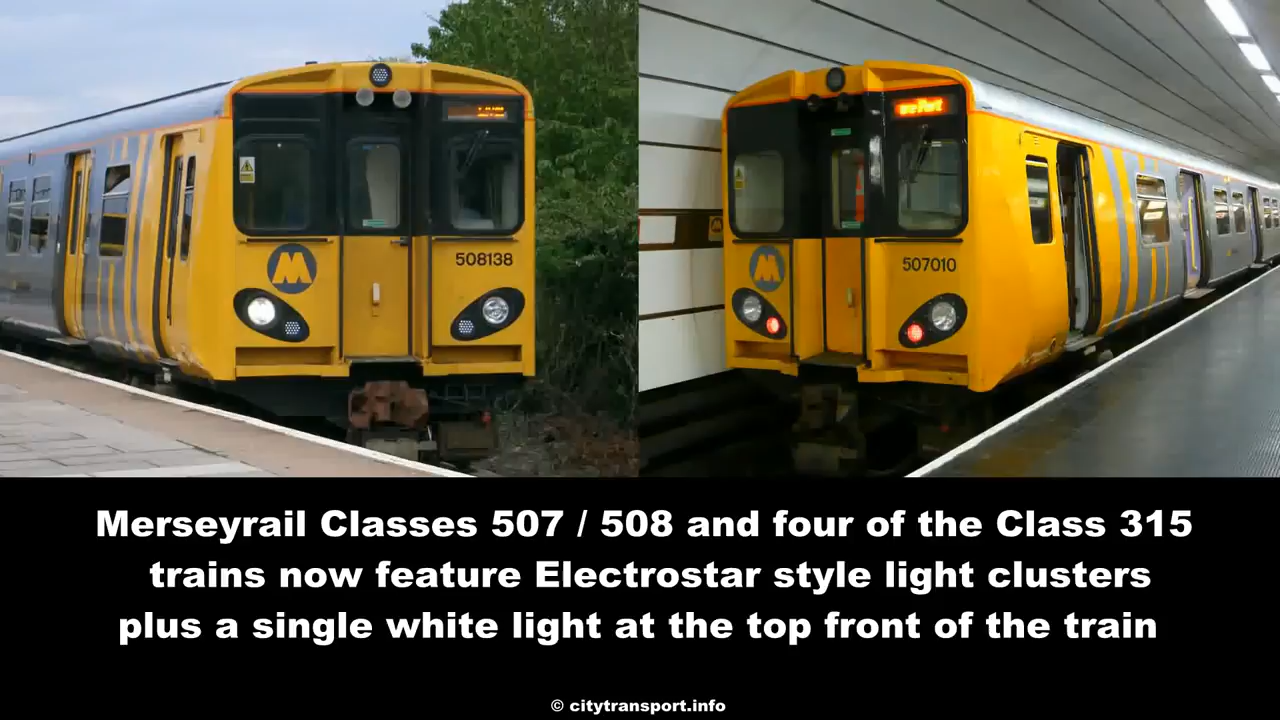 508138
507010
M
M
Merseyrail Classes 507 / 508 and four of the Class 315
trains now feature Electrostar style light clusters
plus a single white light at the top front of the train
© citytransport.info